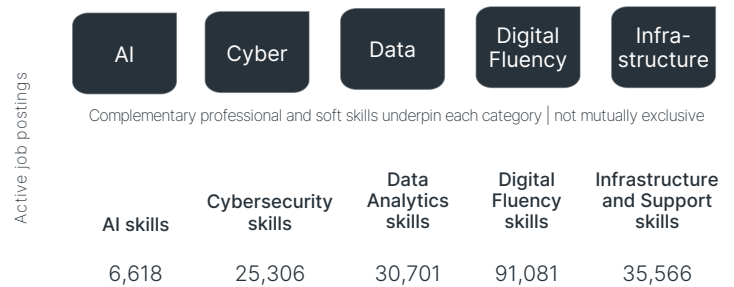 AI
Cyber
Data
Digital
Fluency
Infra-
structure
Complementary professional and soft skills underpin each category | not mutually exclusive
Active job postings
AI skills
Cybersecurity
skills
Data
Analytics
skills
Digital
Fluency
skills
Infrastructure
and Support
skills
6,618
25,306
30,701
91,081
35,566